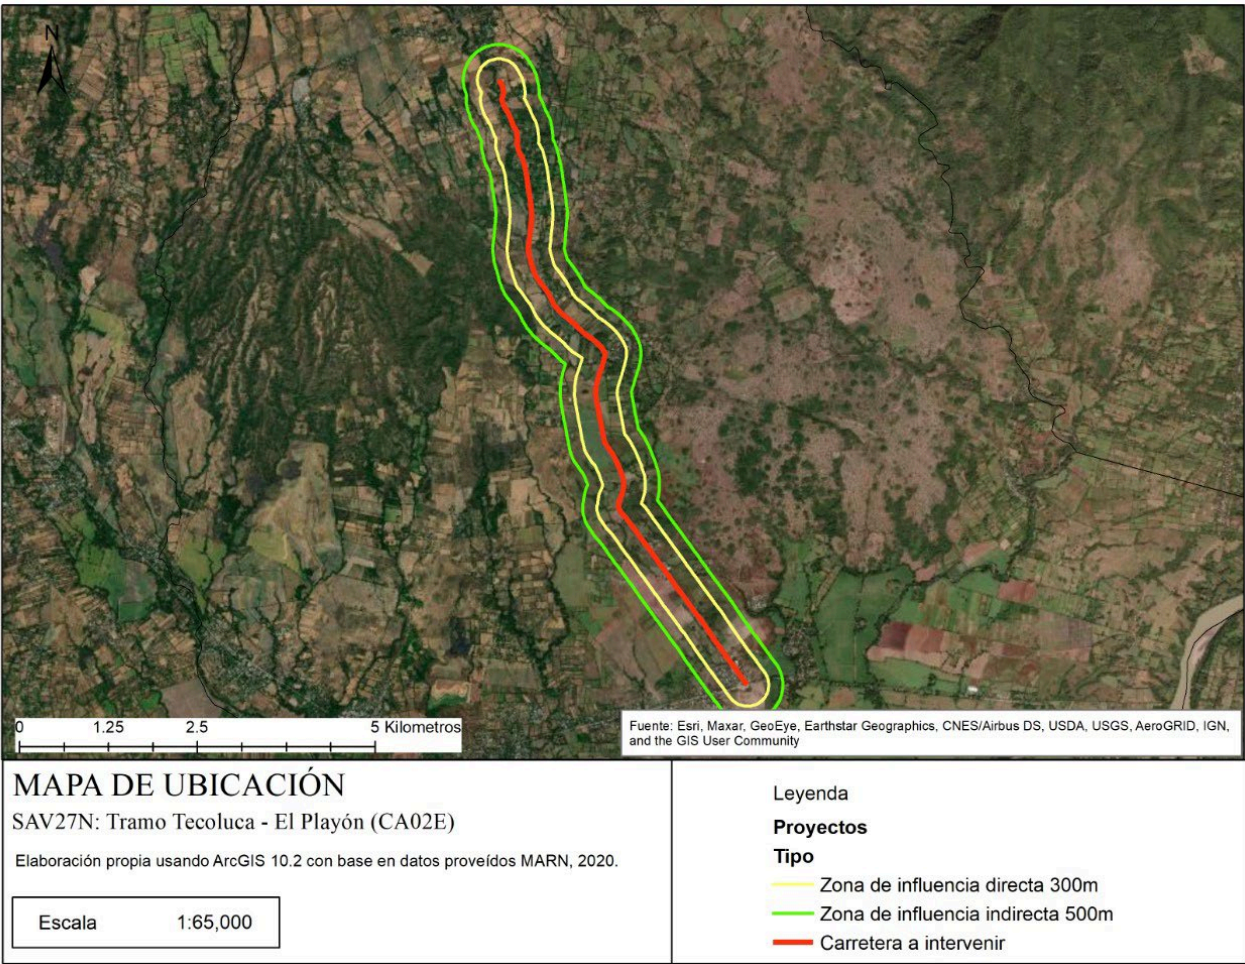 N
0 1.25 2.5 5 Kilometros
Fuente: Esri, Maxar, GeoEye, Earthstar Geographics, CNES/Airbus DS, USDA, USGS, AeroGRID, IGN,
and the GIS User Community
MAPA DE UBICACIÓN
SAV27N: Tramo Tecoluca - El Playón (CA02E)
Elaboración propia usando ArcGIS 10.2 con base en datos proveídos MARN, 2020.
Escala 1:65,000
Leyenda
Proyectos
Tipo
Zona de influencia directa 300m
Zona de influencia indirecta 500m
Carretera a intervenir